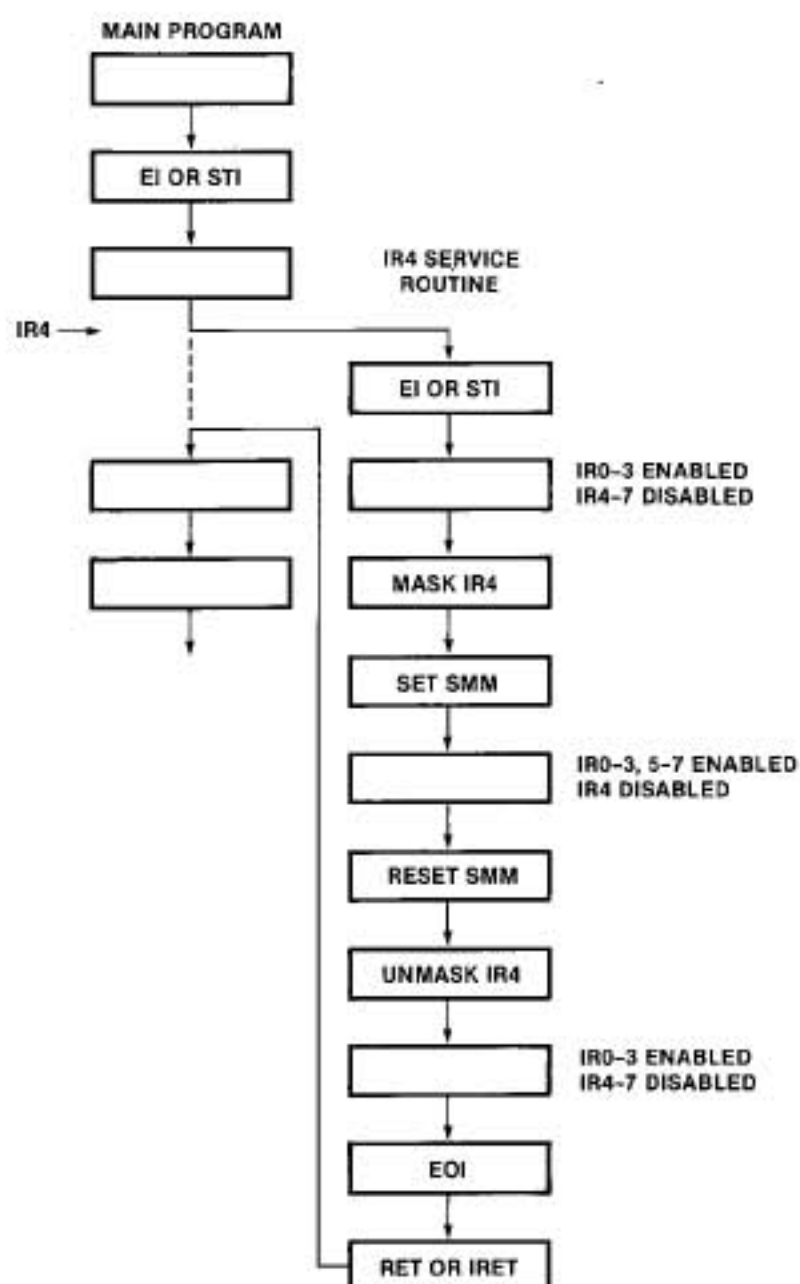 MAIN PROGRAM
EI OR STI
IR4
IR4 SERVICE
ROUTINE
EI OR STI
IR0-3 ENABLED
IR4-7 DISABLED
MASK IR4
SET SMM
IR0-3, 5-7 ENABLED
IR4 DISABLED
RESET SMM
UNMASK IR4
IR0-3 ENABLED
IR4-7 DISABLED
EOI
RET OR IRET